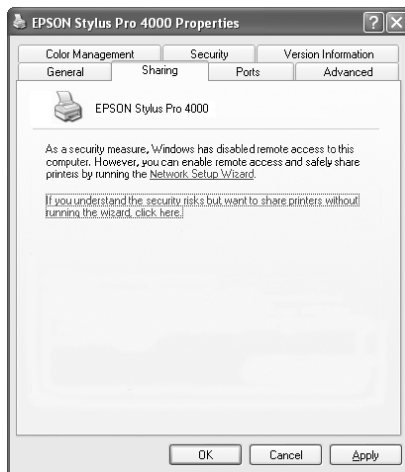 EPSON Stylus Pro 4000 Properties
Color Management Security Version Information
General Sharing Ports Advanced
EPSON Stylus Pro 4000
As a security measure, Windows has disabled remote access to this
computer. However, you can enable remote access and safely share
printers by running the Network Setup Wizard.
If you understand the security risks but want to share printers without
running the wizard, click here.
OK Cancel Apply